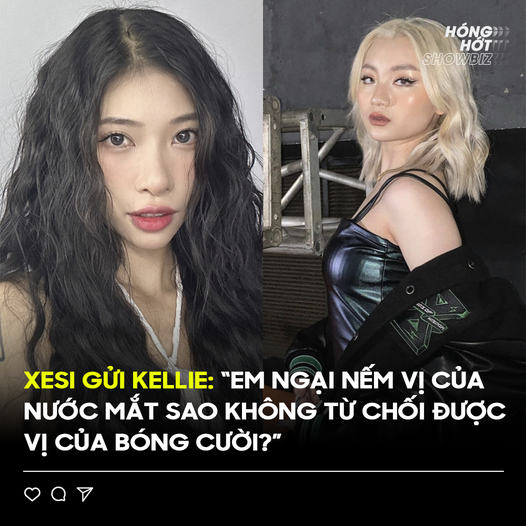 HÓNG
HỚT
SHOWBIZ
XESI GỬI KELLIE: “EM NGẠI NẾM VỊ CỦA
NƯỚC MẮT SAO KHÔNG TỪ CHỐI ĐƯỢC
VỊ CỦA BÓNG CƯỜI?”